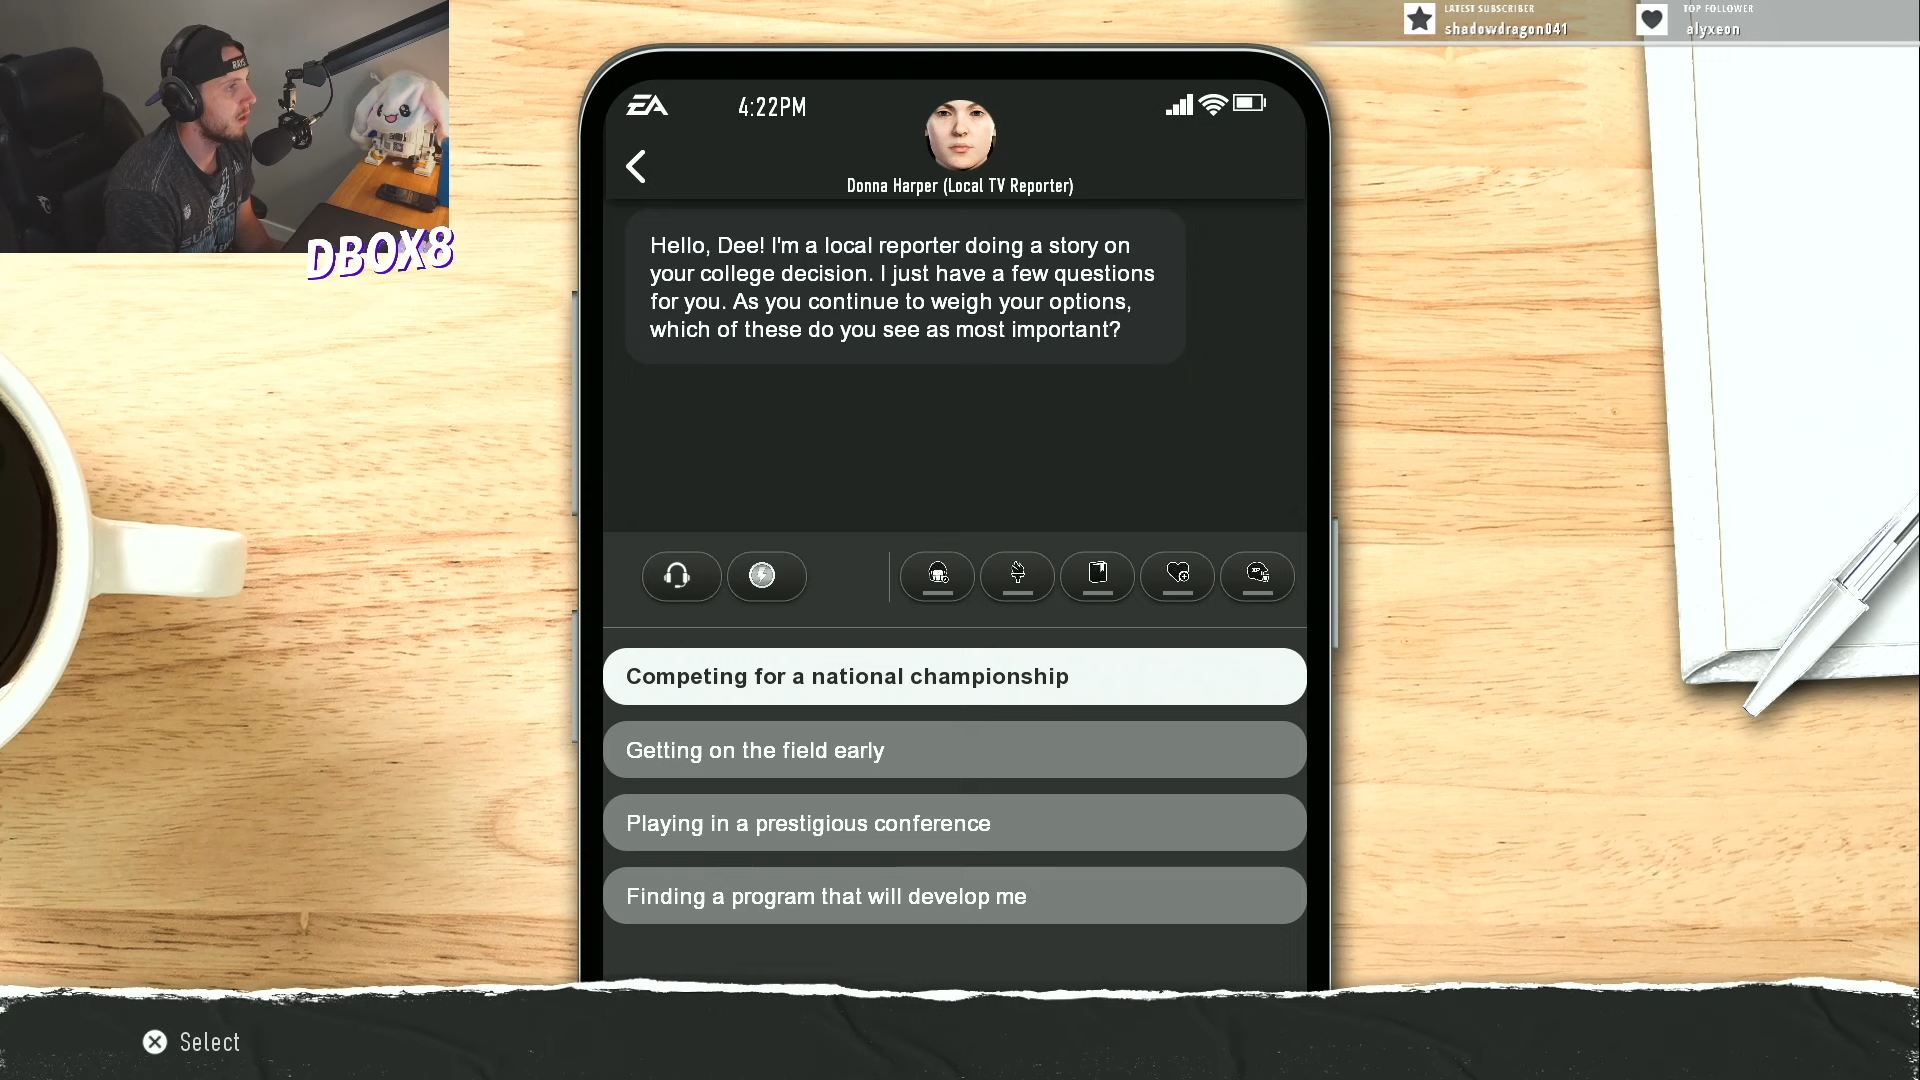 LATEST SUBSCRIBER
shadowdragon041
TOP FOLLOWER
alyxeon
RAYS
DBOX8
EA
4:22PM
Donna Harper (Local TV Reporter)
Hello, Dee! I'm a local reporter doing a story on
your college decision. I just have a few questions
for you. As you continue to weigh your options,
which of these do you see as most important?
XP
Competing for a national championship
Getting on the field early
Playing in a prestigious conference
Finding a program that will develop me
Select